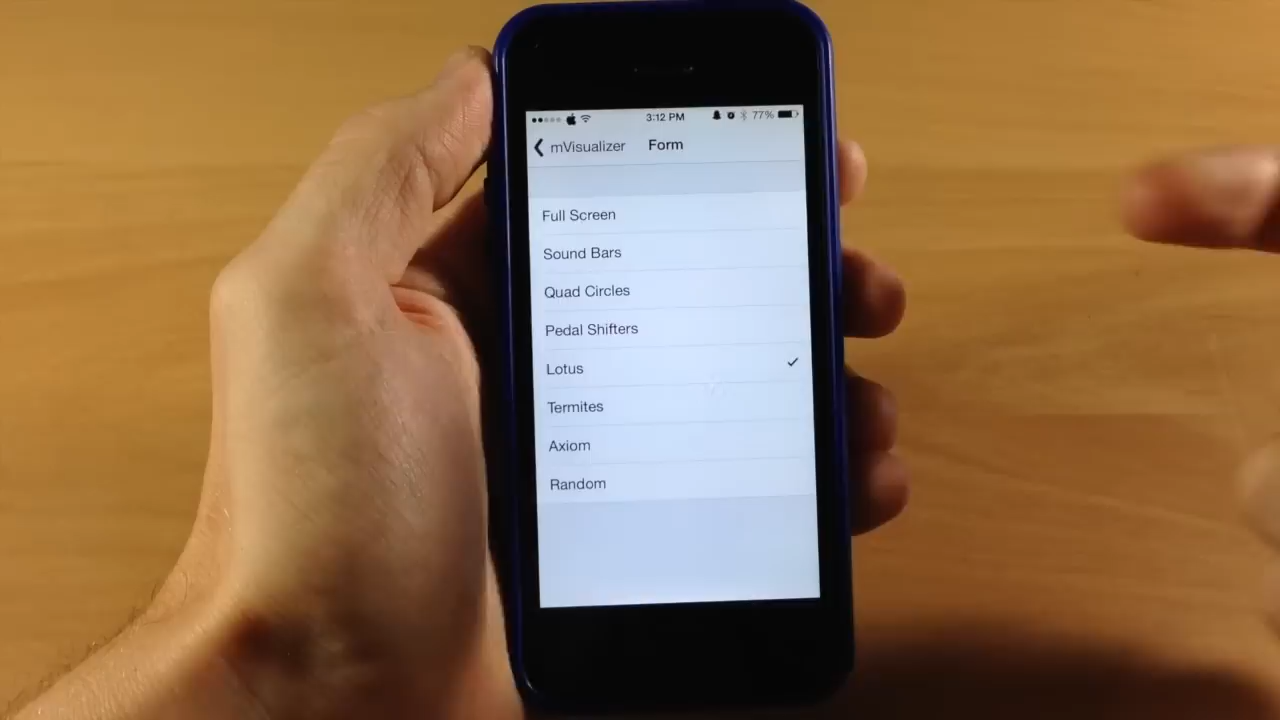 3:12 PM 77%
mVisualizer Form
Full Screen
Sound Bars
Quad Circles
Pedal Shifters
Lotus
Termites
Axiom
Random